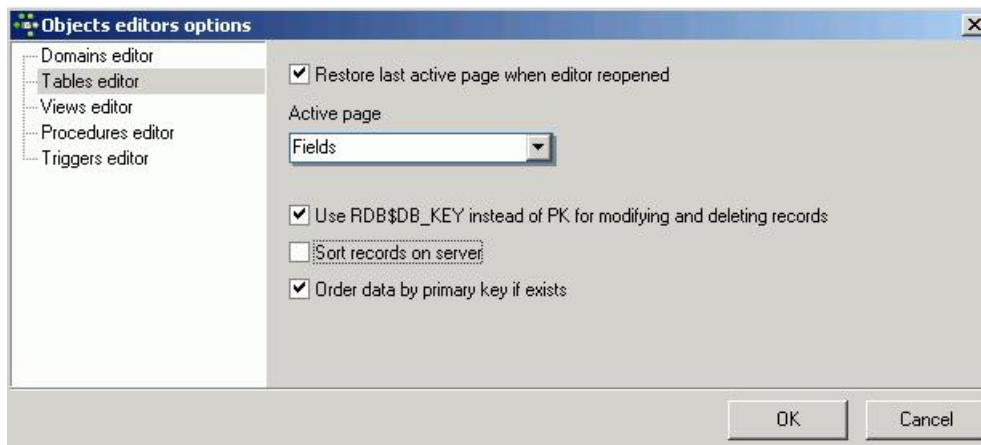 Objects editors options
Domains editor
Tables editor
Views editor
Procedures editor
Triggers editor
Restore last active page when editor reopened
Active page
Fields
Use RDB$DB_KEY instead of PK for modifying and deleting records
Sort records on server
Order data by primary key if exists
OK
Cancel